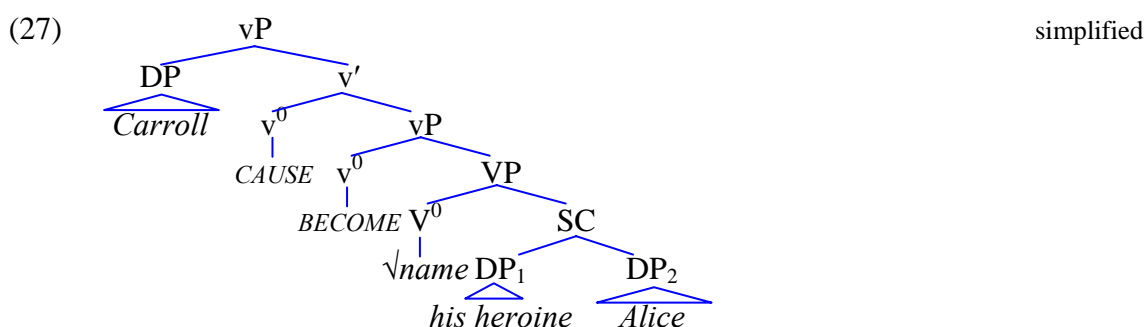 (27) vP simplified
DP v′
Carroll v⁰ vP
CAUSE v⁰ VP
BECOME V⁰ SC
√name DP₁ DP₂
his heroine Alice